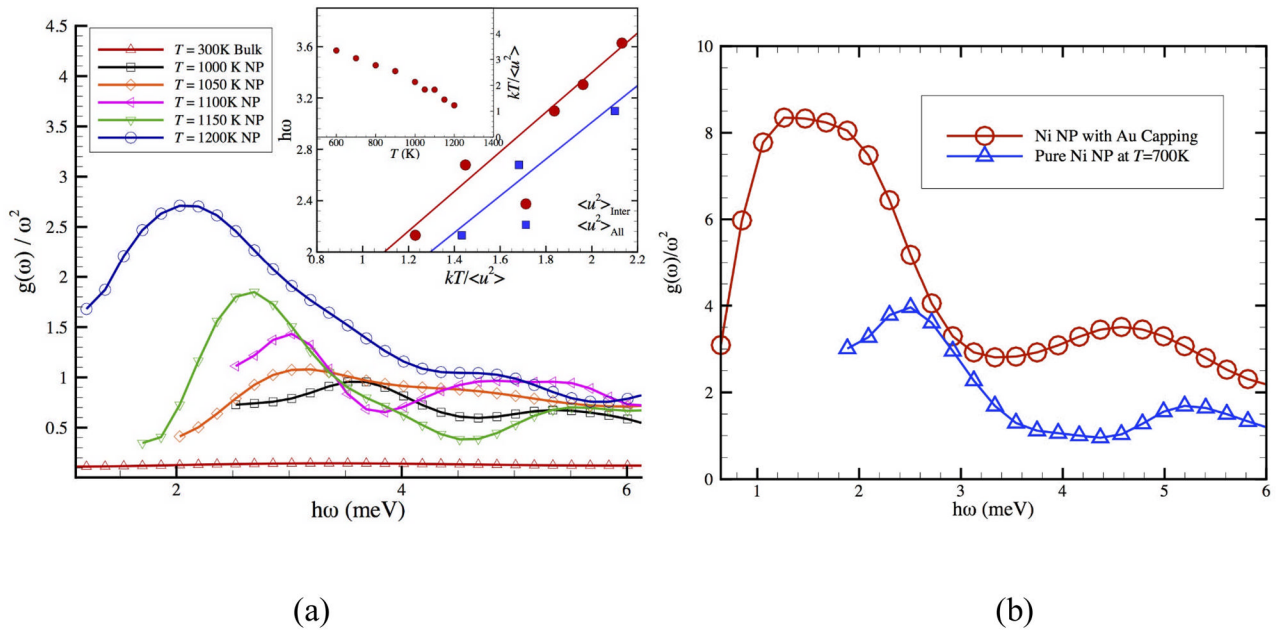 4.5
4
3.5
3
2.5
2
1.5
1
0.5
g(ω) / ω²
2 4 6
hω (meV)
T = 300K Bulk
T = 1000 K NP
T = 1050 K NP
T = 1100K NP
T = 1150 K NP
T = 1200K NP
3.6
3.2
2.8
2.4
2
hω
0.8 1 1.2 1.4 1.6 1.8 2 2.2
kT/<u²>
<u²>Inter
<u²>All
4
3
2
1
0
kT/<u²>
600 800 1000 1200 1400
T (K)
(a)
10
8
6
4
2
0
g(ω)/ω²
1 2 3 4 5 6
hω (meV)
Ni NP with Au Capping
Pure Ni NP at T=700K
(b)